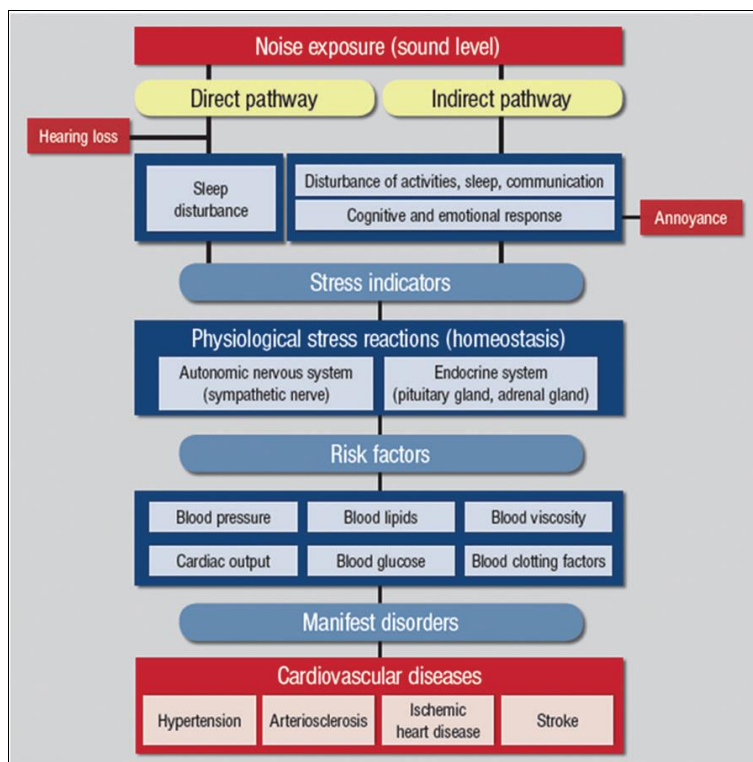 Noise exposure (sound level)
Direct pathway
Indirect pathway
Hearing loss
Sleep
disturbance
Disturbance of activities, sleep, communication
Cognitive and emotional response
Annoyance
Stress indicators
Physiological stress reactions (homeostasis)
Autonomic nervous system
(sympathetic nerve)
Endocrine system
(pituitary gland, adrenal gland)
Risk factors
Blood pressure
Blood lipids
Blood viscosity
Cardiac output
Blood glucose
Blood clotting factors
Manifest disorders
Cardiovascular diseases
Hypertension
Arteriosclerosis
Ischemic
heart disease
Stroke